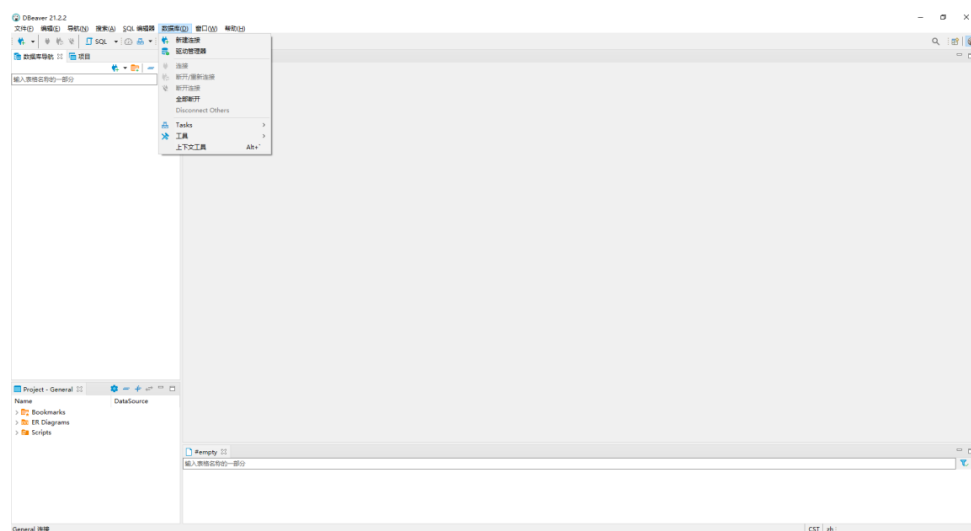 DBeaver 21.2.2
文件(F) 编辑(E) 导航(N) 搜索(A) SQL 编辑器 数据库(D) 窗口(W) 帮助(H)
SQL
数据库导航 项目
输入表格名称的一部分
新建连接
驱动管理器
连接
断开/重新连接
断开连接
全部断开
Disconnect Others
Tasks
工具
上下文工具 Alt+`
Project - General
Name DataSource
Bookmarks
ER Diagrams
Scripts
#empty
输入表格名称的一部分
General 连接 CST zh